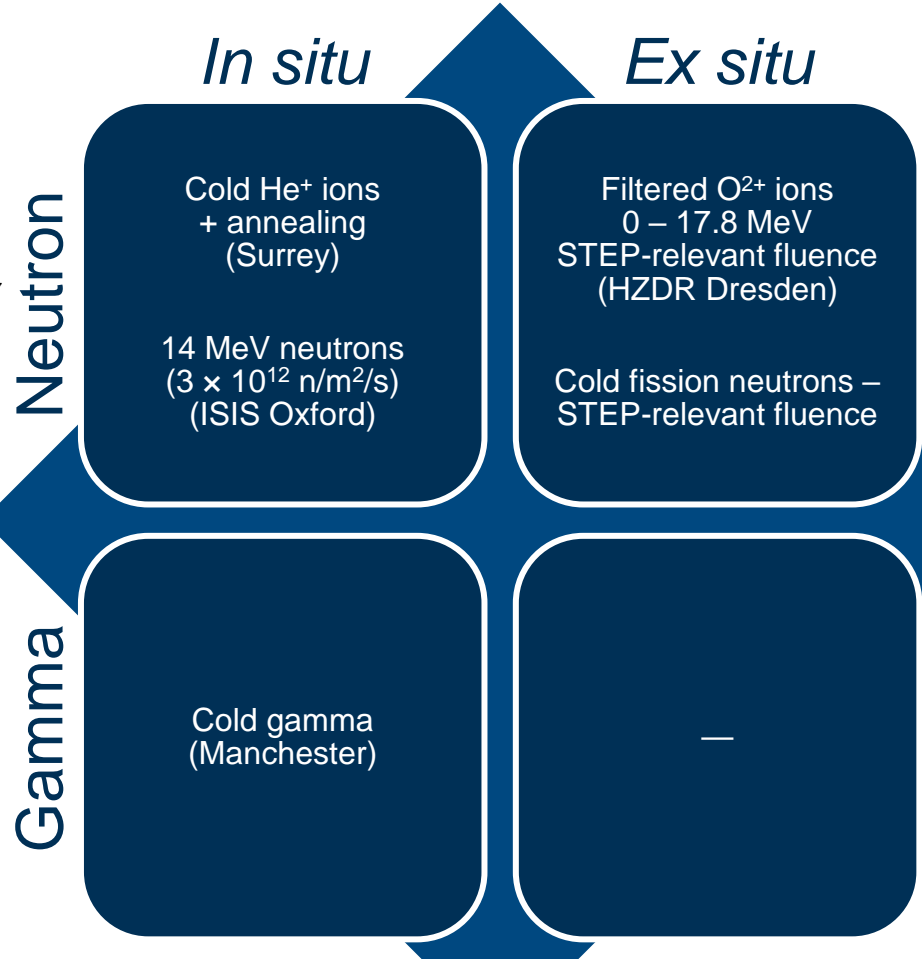 In situ
Ex situ
Neutron
Cold He⁺ ions
+ annealing
(Surrey)
14 MeV neutrons
(3 × 10¹² n/m²/s)
(ISIS Oxford)
Filtered O²⁺ ions
0 – 17.8 MeV
STEP-relevant fluence
(HZDR Dresden)
Cold fission neutrons –
STEP-relevant fluence
Gamma
Cold gamma
(Manchester)
—